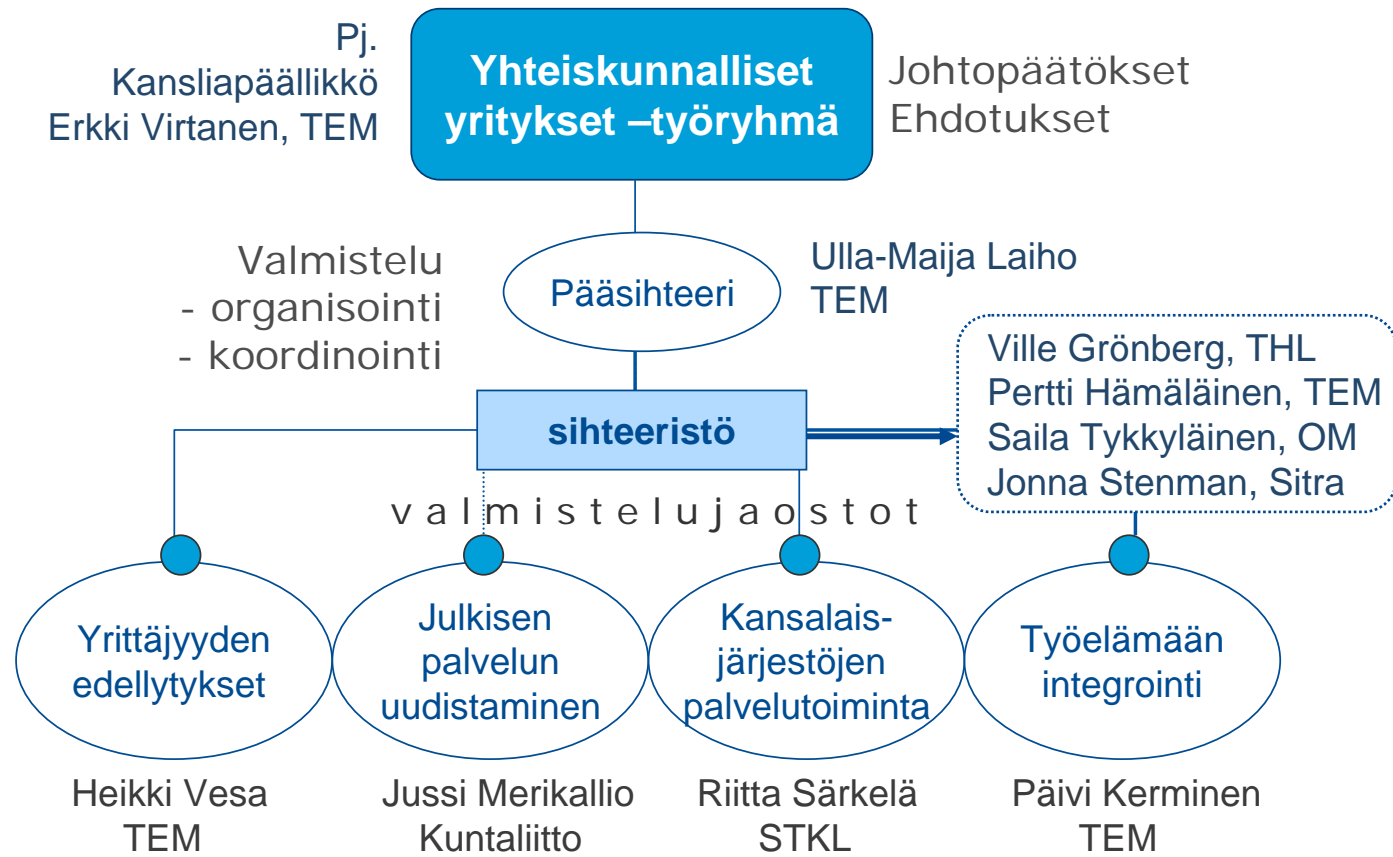 Pj.
Kansliapäällikkö
Erkki Virtanen, TEM
Yhteiskunnalliset
yritykset –työryhmä
Johtopäätökset
Ehdotukset
Valmistelu
- organisointi
- koordinointi
Pääsihteeri
Ulla-Maija Laiho
TEM
sihteeristö
Ville Grönberg, THL
Pertti Hämäläinen, TEM
Saila Tykkyläinen, OM
Jonna Stenman, Sitra
valmistelujaostot
Yrittäjyyden
edellytykset
Julkisen
palvelun
uudistaminen
Kansalais-
järjestöjen
palvelutoiminta
Työelämään
integrointi
Heikki Vesa
TEM
Jussi Merikallio
Kuntaliitto
Riitta Särkelä
STKL
Päivi Kerminen
TEM